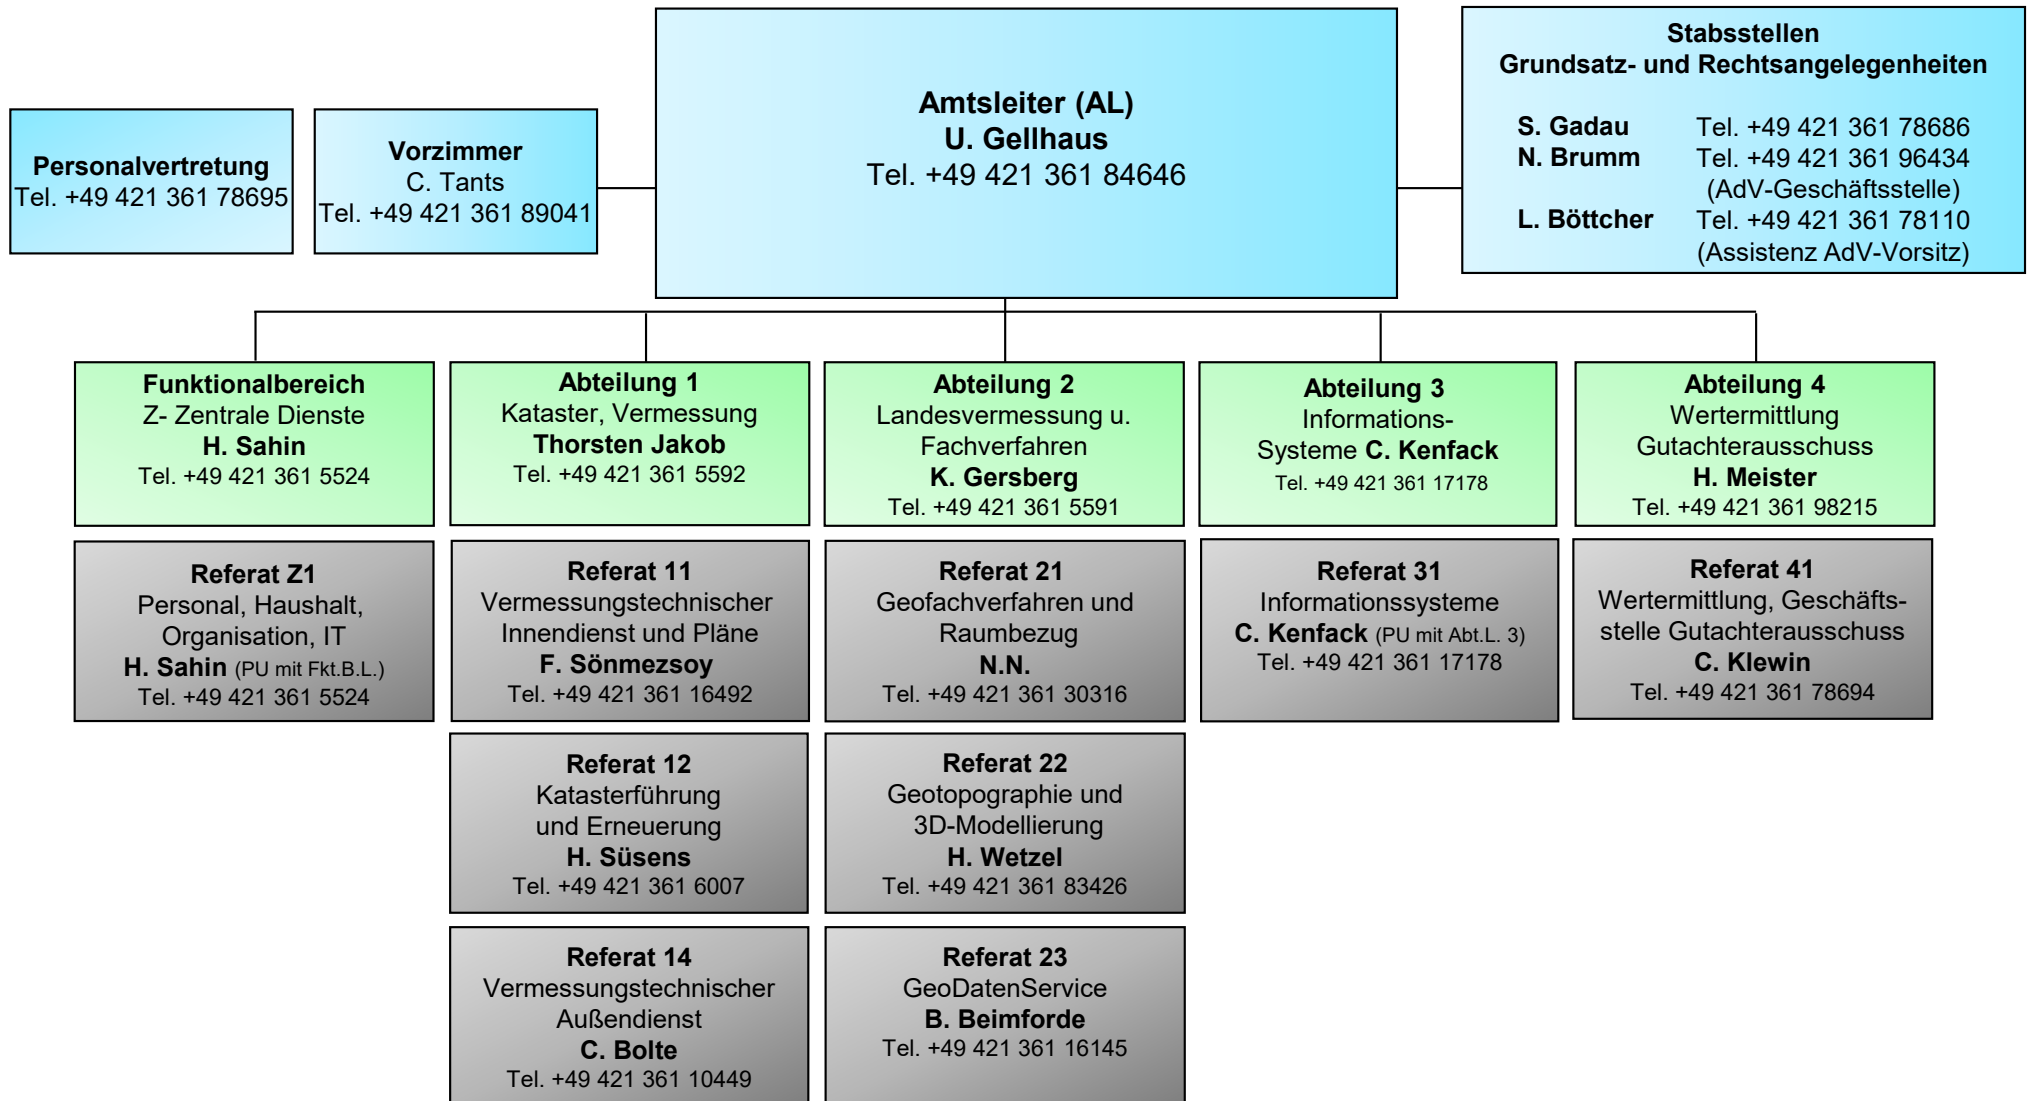 Personalvertretung
Tel. +49 421 361 78695
Vorzimmer
C. Tants
Tel. +49 421 361 89041
Amtsleiter (AL)
U. Gellhaus
Tel. +49 421 361 84646
Stabsstellen
Grundsatz- und Rechtsangelegenheiten
S. Gadau Tel. +49 421 361 78686
N. Brumm Tel. +49 421 361 96434
(AdV-Geschäftsstelle)
L. Böttcher Tel. +49 421 361 78110
(Assistenz AdV-Vorsitz)
Funktionalbereich
Z- Zentrale Dienste
H. Sahin
Tel. +49 421 361 5524
Abteilung 1
Kataster, Vermessung
Thorsten Jakob
Tel. +49 421 361 5592
Abteilung 2
Landesvermessung u.
Fachverfahren
K. Gersberg
Tel. +49 421 361 5591
Abteilung 3
Informations-
Systeme C. Kenfack
Tel. +49 421 361 17178
Abteilung 4
Wertermittlung
Gutachterausschuss
H. Meister
Tel. +49 421 361 98215
Referat Z1
Personal, Haushalt,
Organisation, IT
H. Sahin (PU mit Fkt.B.L.)
Tel. +49 421 361 5524
Referat 11
Vermessungstechnischer
Innendienst und Pläne
F. Sönmezsoy
Tel. +49 421 361 16492
Referat 21
Geofachverfahren und
Raumbezug
N.N.
Tel. +49 421 361 30316
Referat 31
Informationssysteme
C. Kenfack (PU mit Abt.L. 3)
Tel. +49 421 361 17178
Referat 41
Wertermittlung, Geschäfts-
stelle Gutachterausschuss
C. Klewin
Tel. +49 421 361 78694
Referat 12
Katasterführung
und Erneuerung
H. Süsens
Tel. +49 421 361 6007
Referat 22
Geotopographie und
3D-Modellierung
H. Wetzel
Tel. +49 421 361 83426
Referat 14
Vermessungstechnischer
Außendienst
C. Bolte
Tel. +49 421 361 10449
Referat 23
GeoDatenService
B. Beimforde
Tel. +49 421 361 16145